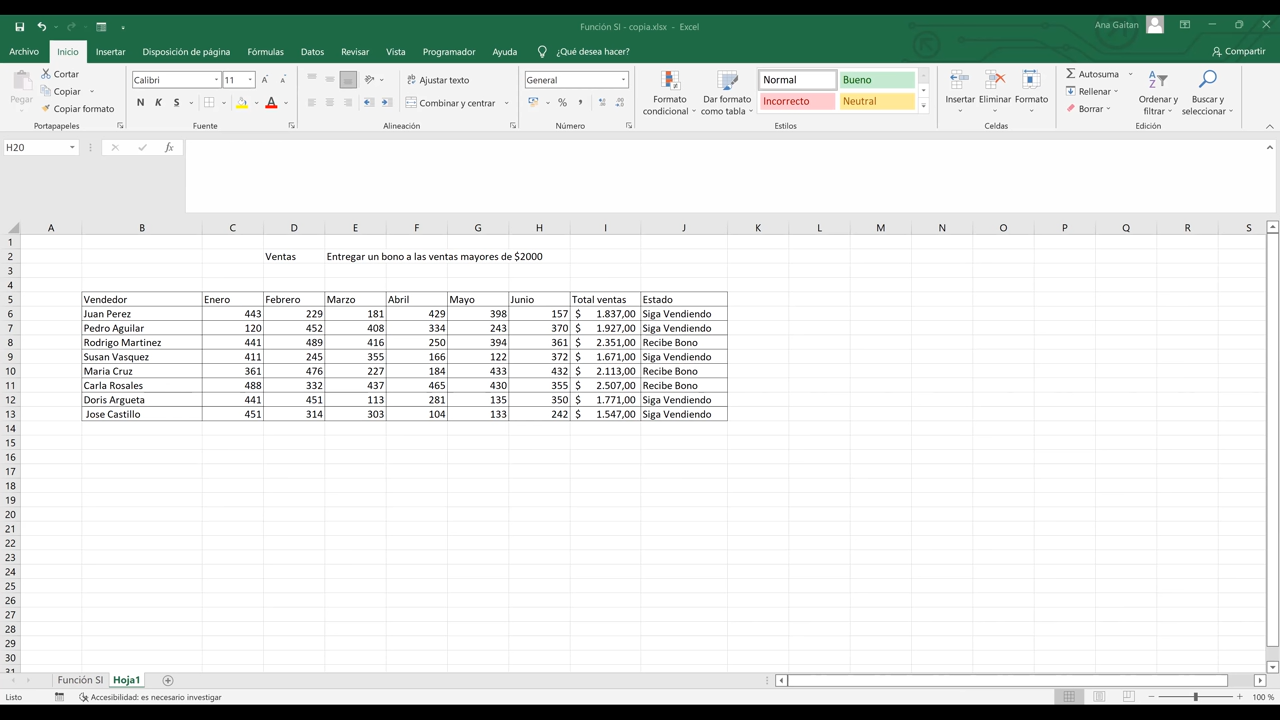 Función SI - copia.xlsx - Excel
Ana Gaitan
Archivo Inicio Insertar Disposición de página Fórmulas Datos Revisar Vista Programador Ayuda ¿Qué desea hacer? Compartir
Pegar
Cortar
Copiar
Copiar formato
Portapapeles
Calibri 11
N K S
Fuente
Ajustar texto
Combinar y centrar
Alineación
General
% 000
Número
Formato condicional
Dar formato como tabla
Normal Bueno
Incorrecto Neutral
Estilos
Insertar Eliminar Formato
Celdas
Autosuma
Rellenar
Borrar
Ordenar y filtrar
Buscar y seleccionar
Edición
H20 fx
A B C D E F G H I J K L M N O P Q R S
1
2 Ventas Entregar un bono a las ventas mayores de $2000
3
4
5 Vendedor Enero Febrero Marzo Abril Mayo Junio Total ventas Estado
6 Juan Perez 443 229 181 429 398 157 $ 1.837,00 Siga Vendiendo
7 Pedro Aguilar 120 452 408 334 243 370 $ 1.927,00 Siga Vendiendo
8 Rodrigo Martinez 441 489 416 250 394 361 $ 2.351,00 Recibe Bono
9 Susan Vasquez 411 245 355 166 122 372 $ 1.671,00 Siga Vendiendo
10 Maria Cruz 361 476 227 184 433 432 $ 2.113,00 Recibe Bono
11 Carla Rosales 488 332 437 465 430 355 $ 2.507,00 Recibe Bono
12 Doris Argueta 441 451 113 281 135 350 $ 1.771,00 Siga Vendiendo
13 Jose Castillo 451 314 303 104 133 242 $ 1.547,00 Siga Vendiendo
14
15
16
17
18
19
20
21
22
23
24
25
26
27
28
29
30
31
Función SI Hoja1
Listo Accesibilidad: es necesario investigar 100 %